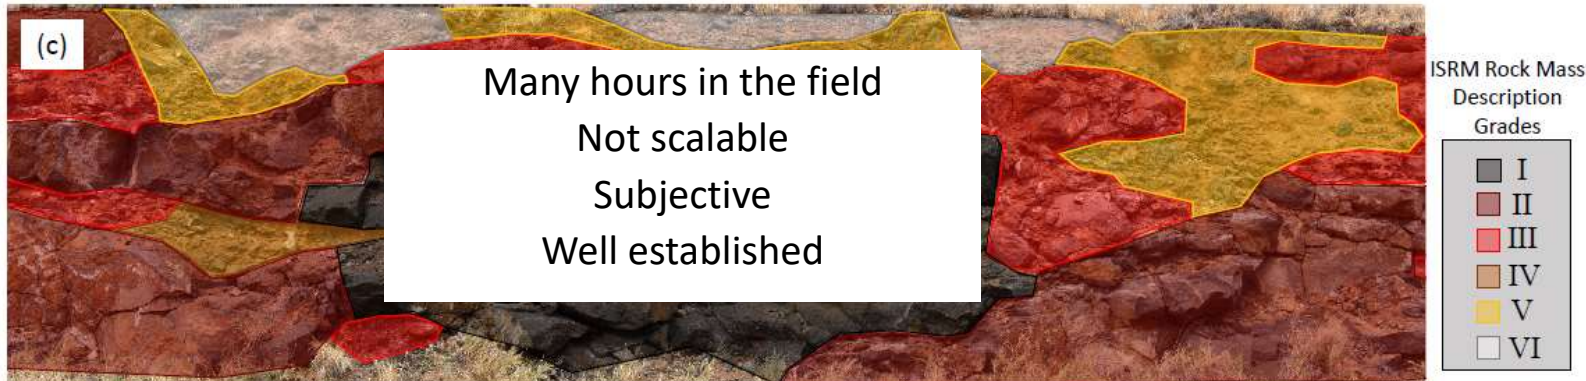 (c)
Many hours in the field
Not scalable
Subjective
Well established
ISRM Rock Mass
Description
Grades
I
II
III
IV
V
VI